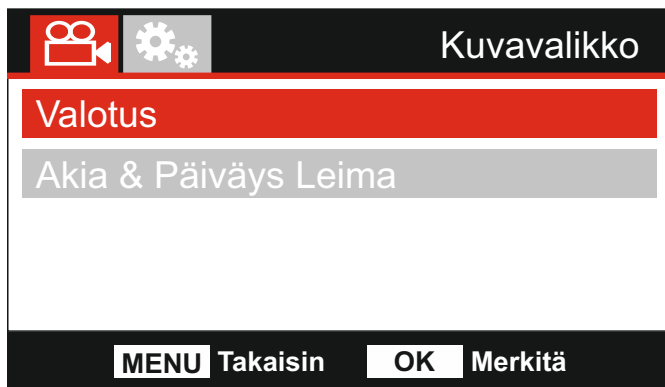 Kuvavalikko
Valotus
Akia & Päiväys Leima
MENU Takaisin OK Merkitä